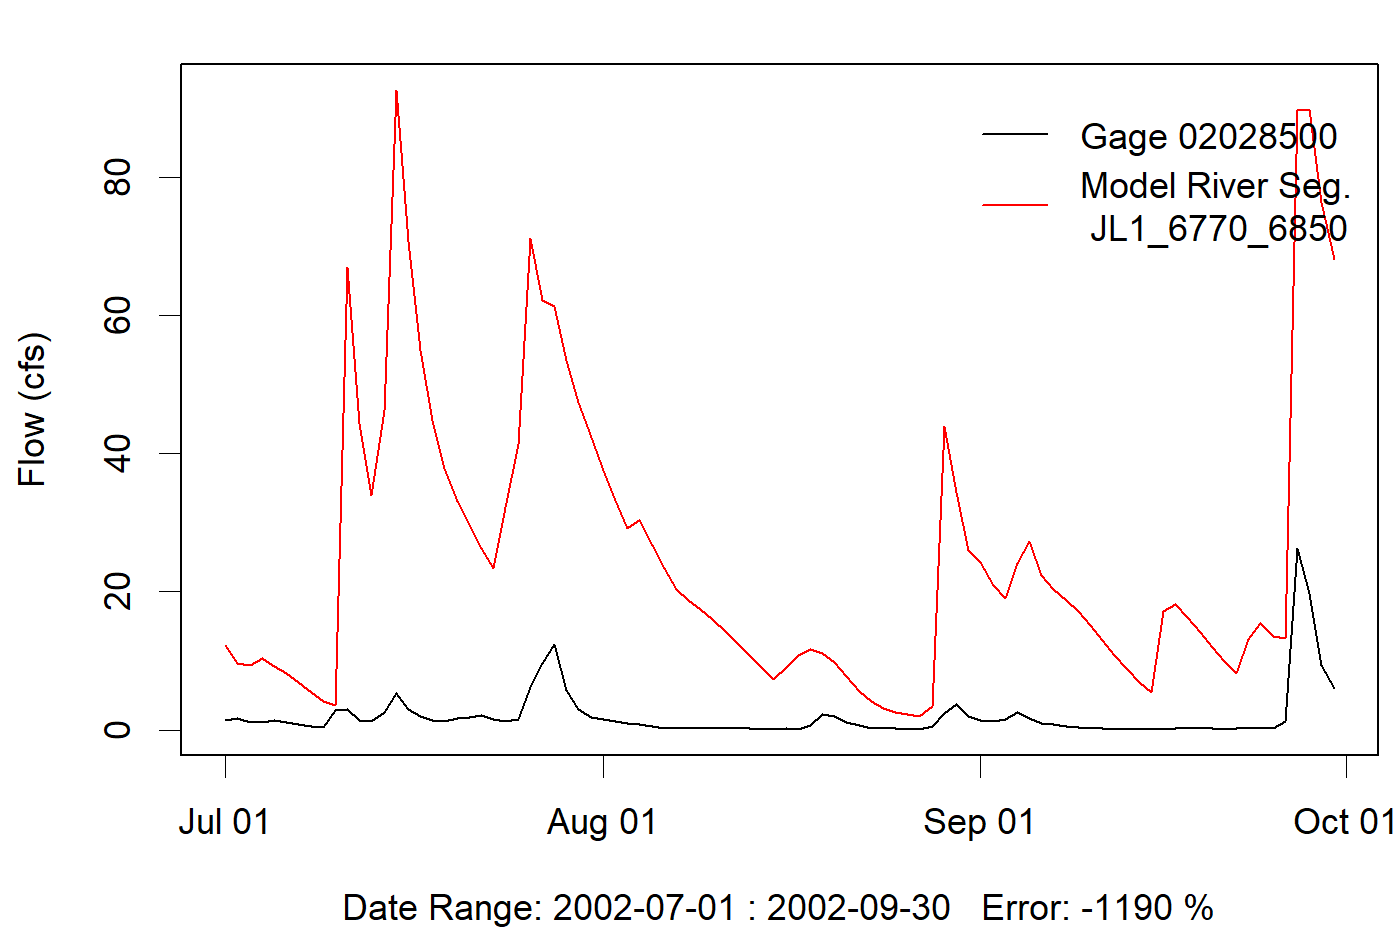 Gage 02028500
Model River Seg.
JL1_6770_6850
Flow (cfs)
80
60
40
20
0
Jul 01 Aug 01 Sep 01 Oct 01
Date Range: 2002-07-01 : 2002-09-30 Error: -1190 %